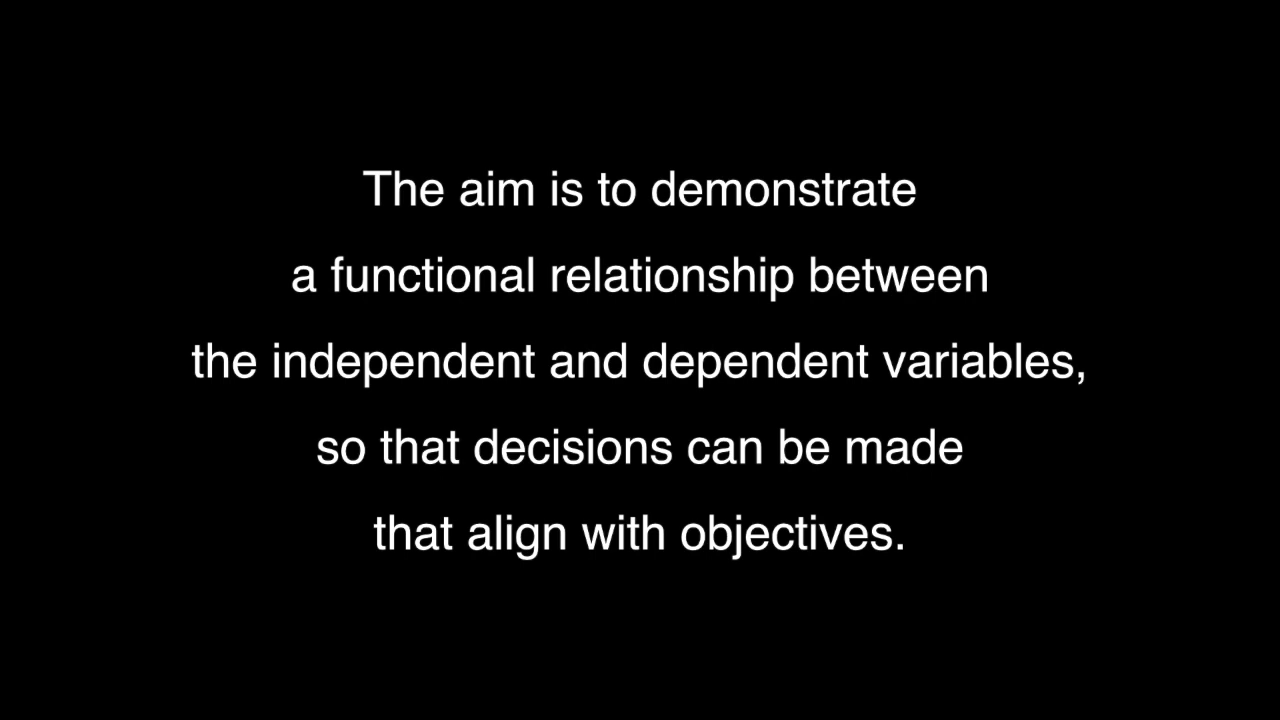 The aim is to demonstrate
a functional relationship between
the independent and dependent variables,
so that decisions can be made
that align with objectives.